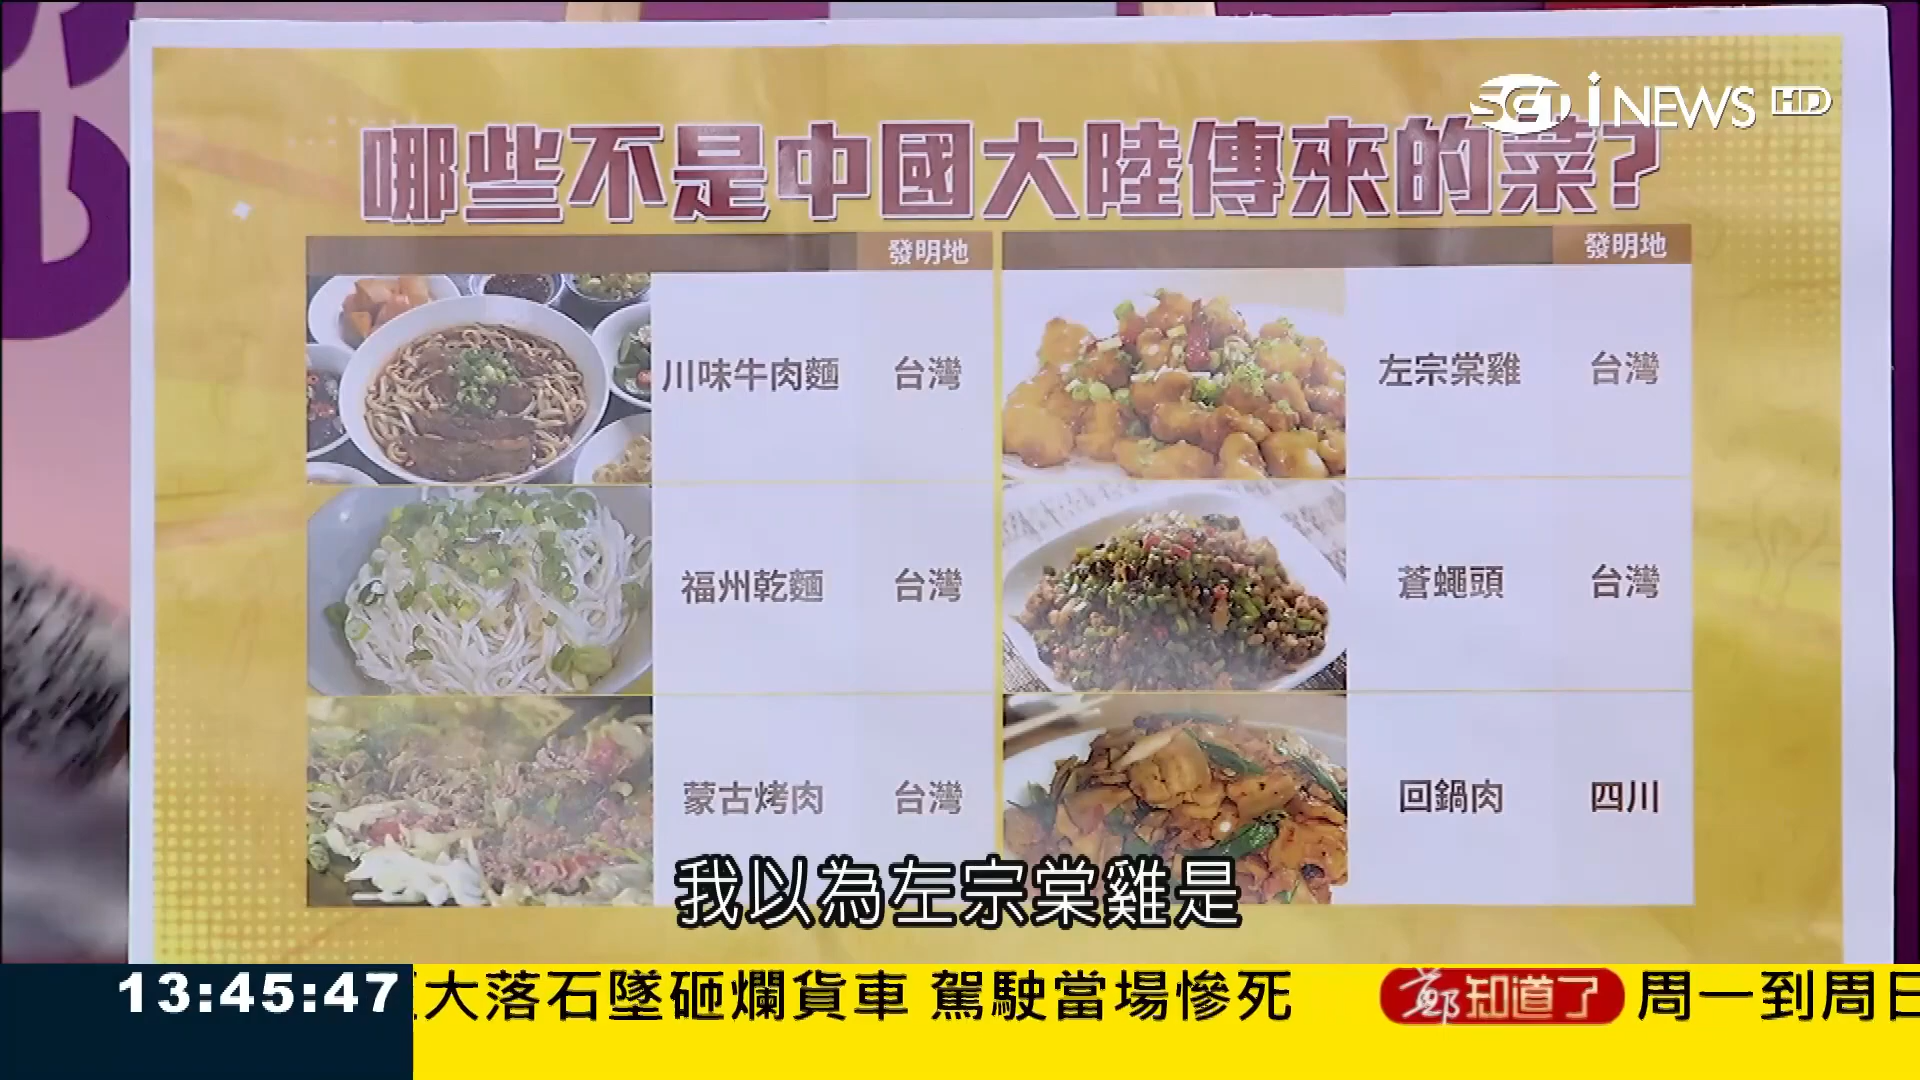 SET iNEWS HD
哪些不是中國大陸傳來的菜?
發明地
發明地
川味牛肉麵 台灣
左宗棠雞 台灣
福州乾麵 台灣
蒼蠅頭 台灣
蒙古烤肉 台灣
回鍋肉 四川
我以為左宗棠雞是
13:45:47
大落石墜砸爛貨車 駕駛當場慘死
鄭知道了 周一到周日